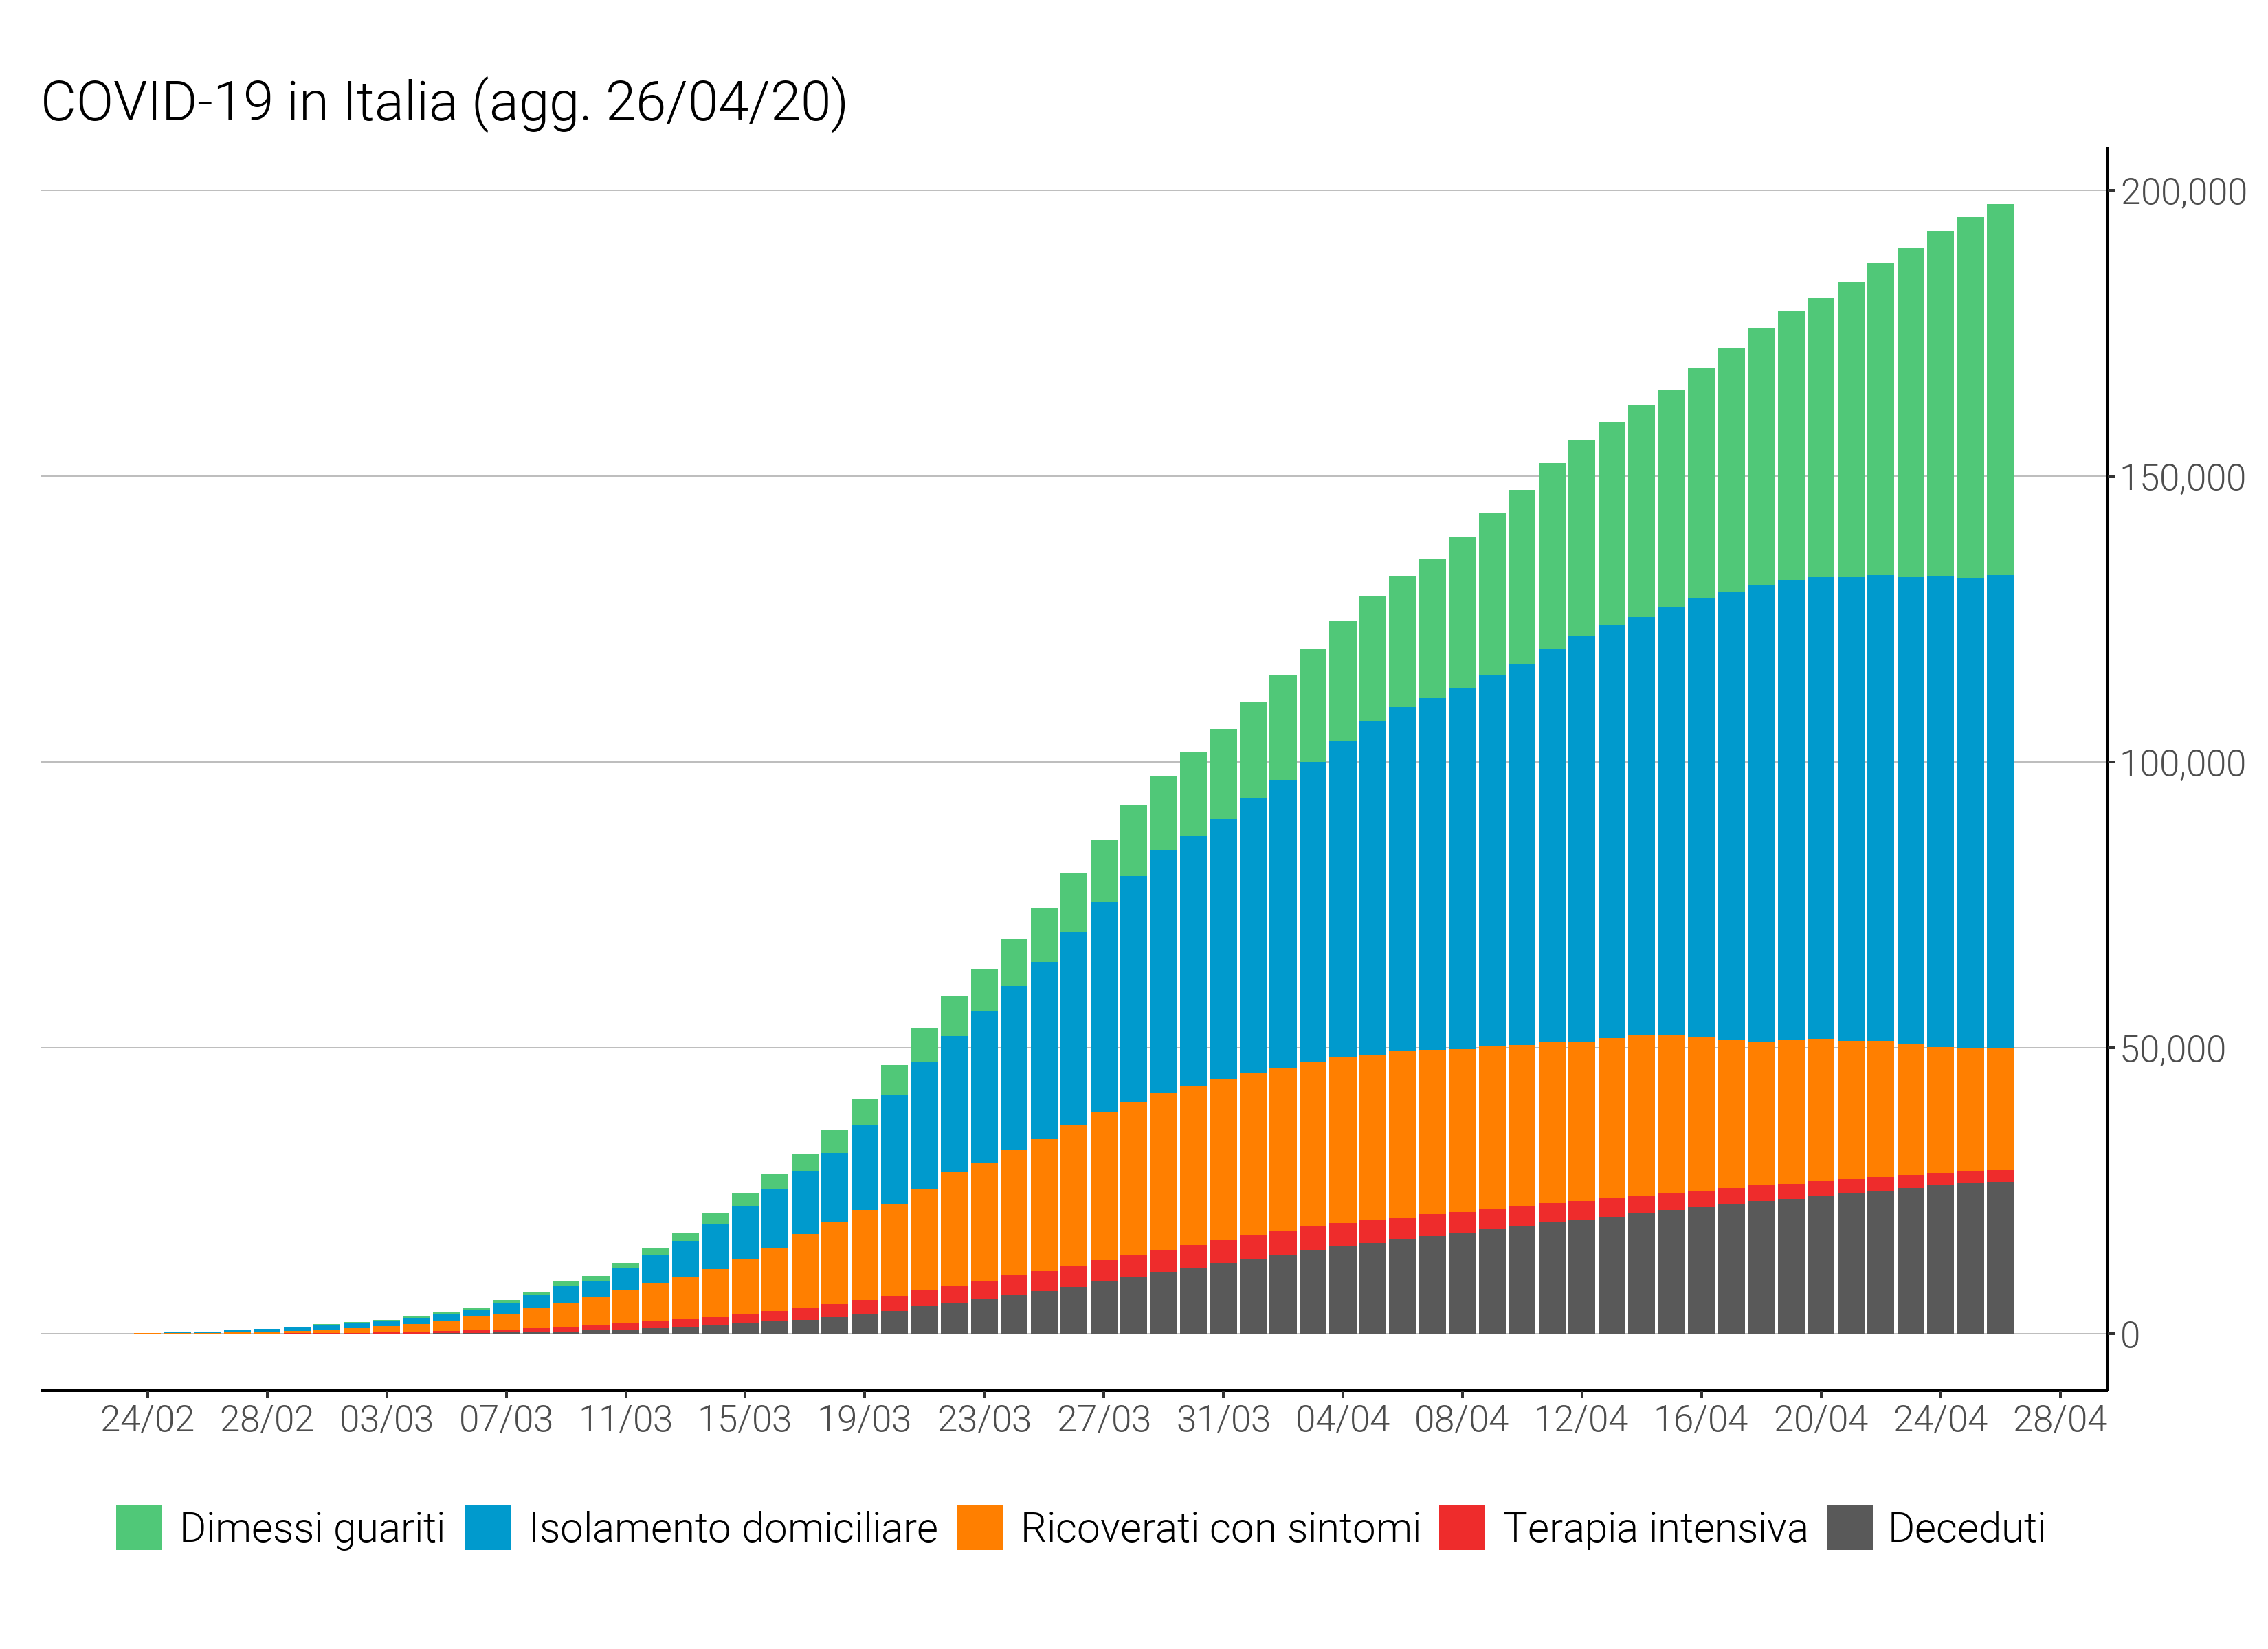 COVID-19 in Italia (agg. 26/04/20)
200,000
150,000
100,000
50,000
0
24/02 28/02 03/03 07/03 11/03 15/03 19/03 23/03 27/03 31/03 04/04 08/04 12/04 16/04 20/04 24/04 28/04
Dimessi guariti Isolamento domiciliare Ricoverati con sintomi Terapia intensiva Deceduti